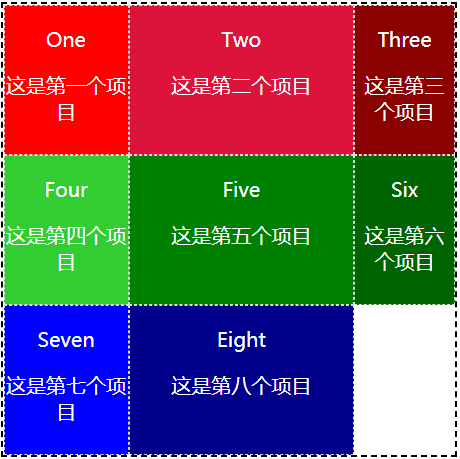 One
这是第一个项
目
Two
这是第二个项目
Three
这是第三
个项目
Four
这是第四个项
目
Five
这是第五个项目
Six
这是第六
个项目
Seven
这是第七个项
目
Eight
这是第八个项目